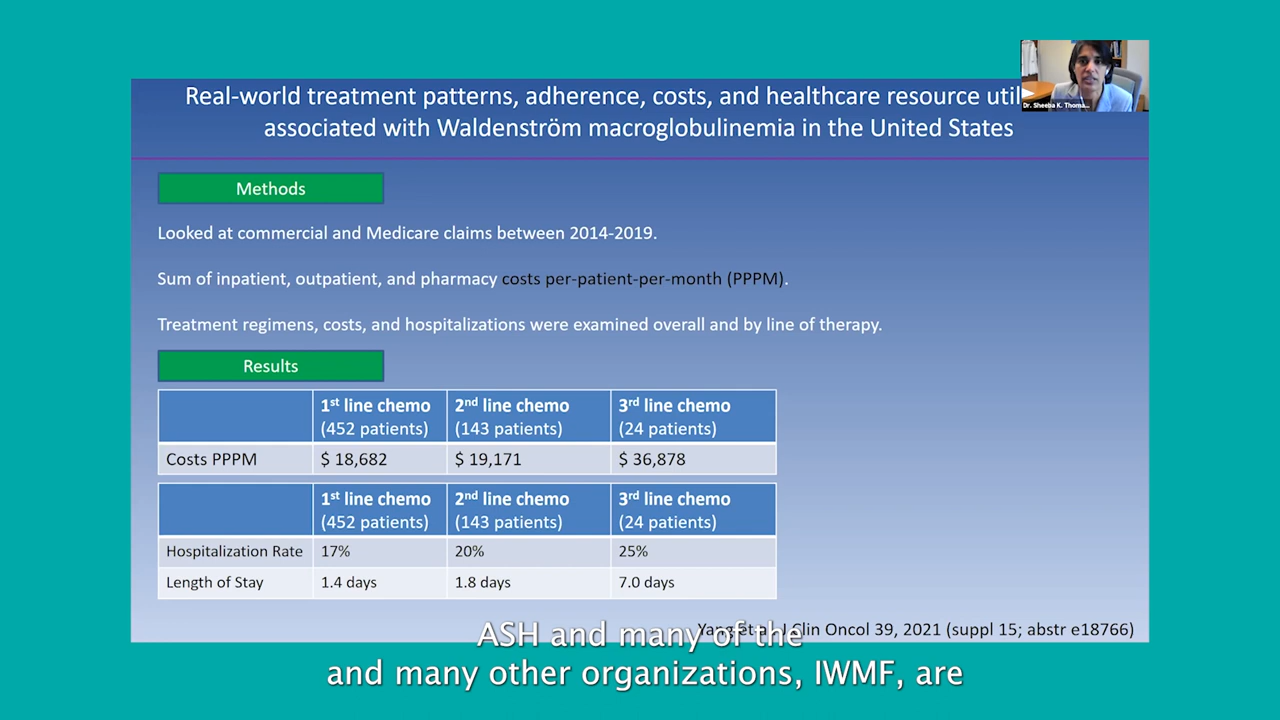 Real-world treatment patterns, adherence, costs, and healthcare resource
associated with Waldenström macroglobulinemia in the United States
Dr. Sheeba K. Thoma...
Methods
Looked at commercial and Medicare claims between 2014-2019.
Sum of inpatient, outpatient, and pharmacy costs per-patient-per-month (PPPM).
Treatment regimens, costs, and hospitalizations were examined overall and by line of therapy.
Results
1st line chemo (452 patients) 2nd line chemo (143 patients) 3rd line chemo (24 patients)
Costs PPPM $ 18,682 $ 19,171 $ 36,878
1st line chemo (452 patients) 2nd line chemo (143 patients) 3rd line chemo (24 patients)
Hospitalization Rate 17% 20% 25%
Length of Stay 1.4 days 1.8 days 7.0 days
Yang et al Clin Oncol 39, 2021 (suppl 15; abstr e18766)
ASH and many of the
and many other organizations, IWMF, are